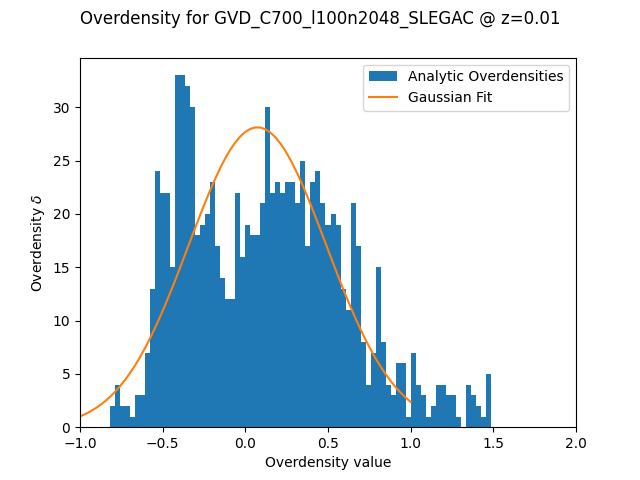 Overdensity for GVD_C700_l100n2048_SLEGAC @ z=0.01
Analytic Overdensities
Gaussian Fit
Overdensity δ
30
25
20
15
10
5
0
−1.0 −0.5 0.0 0.5 1.0 1.5 2.0
Overdensity value